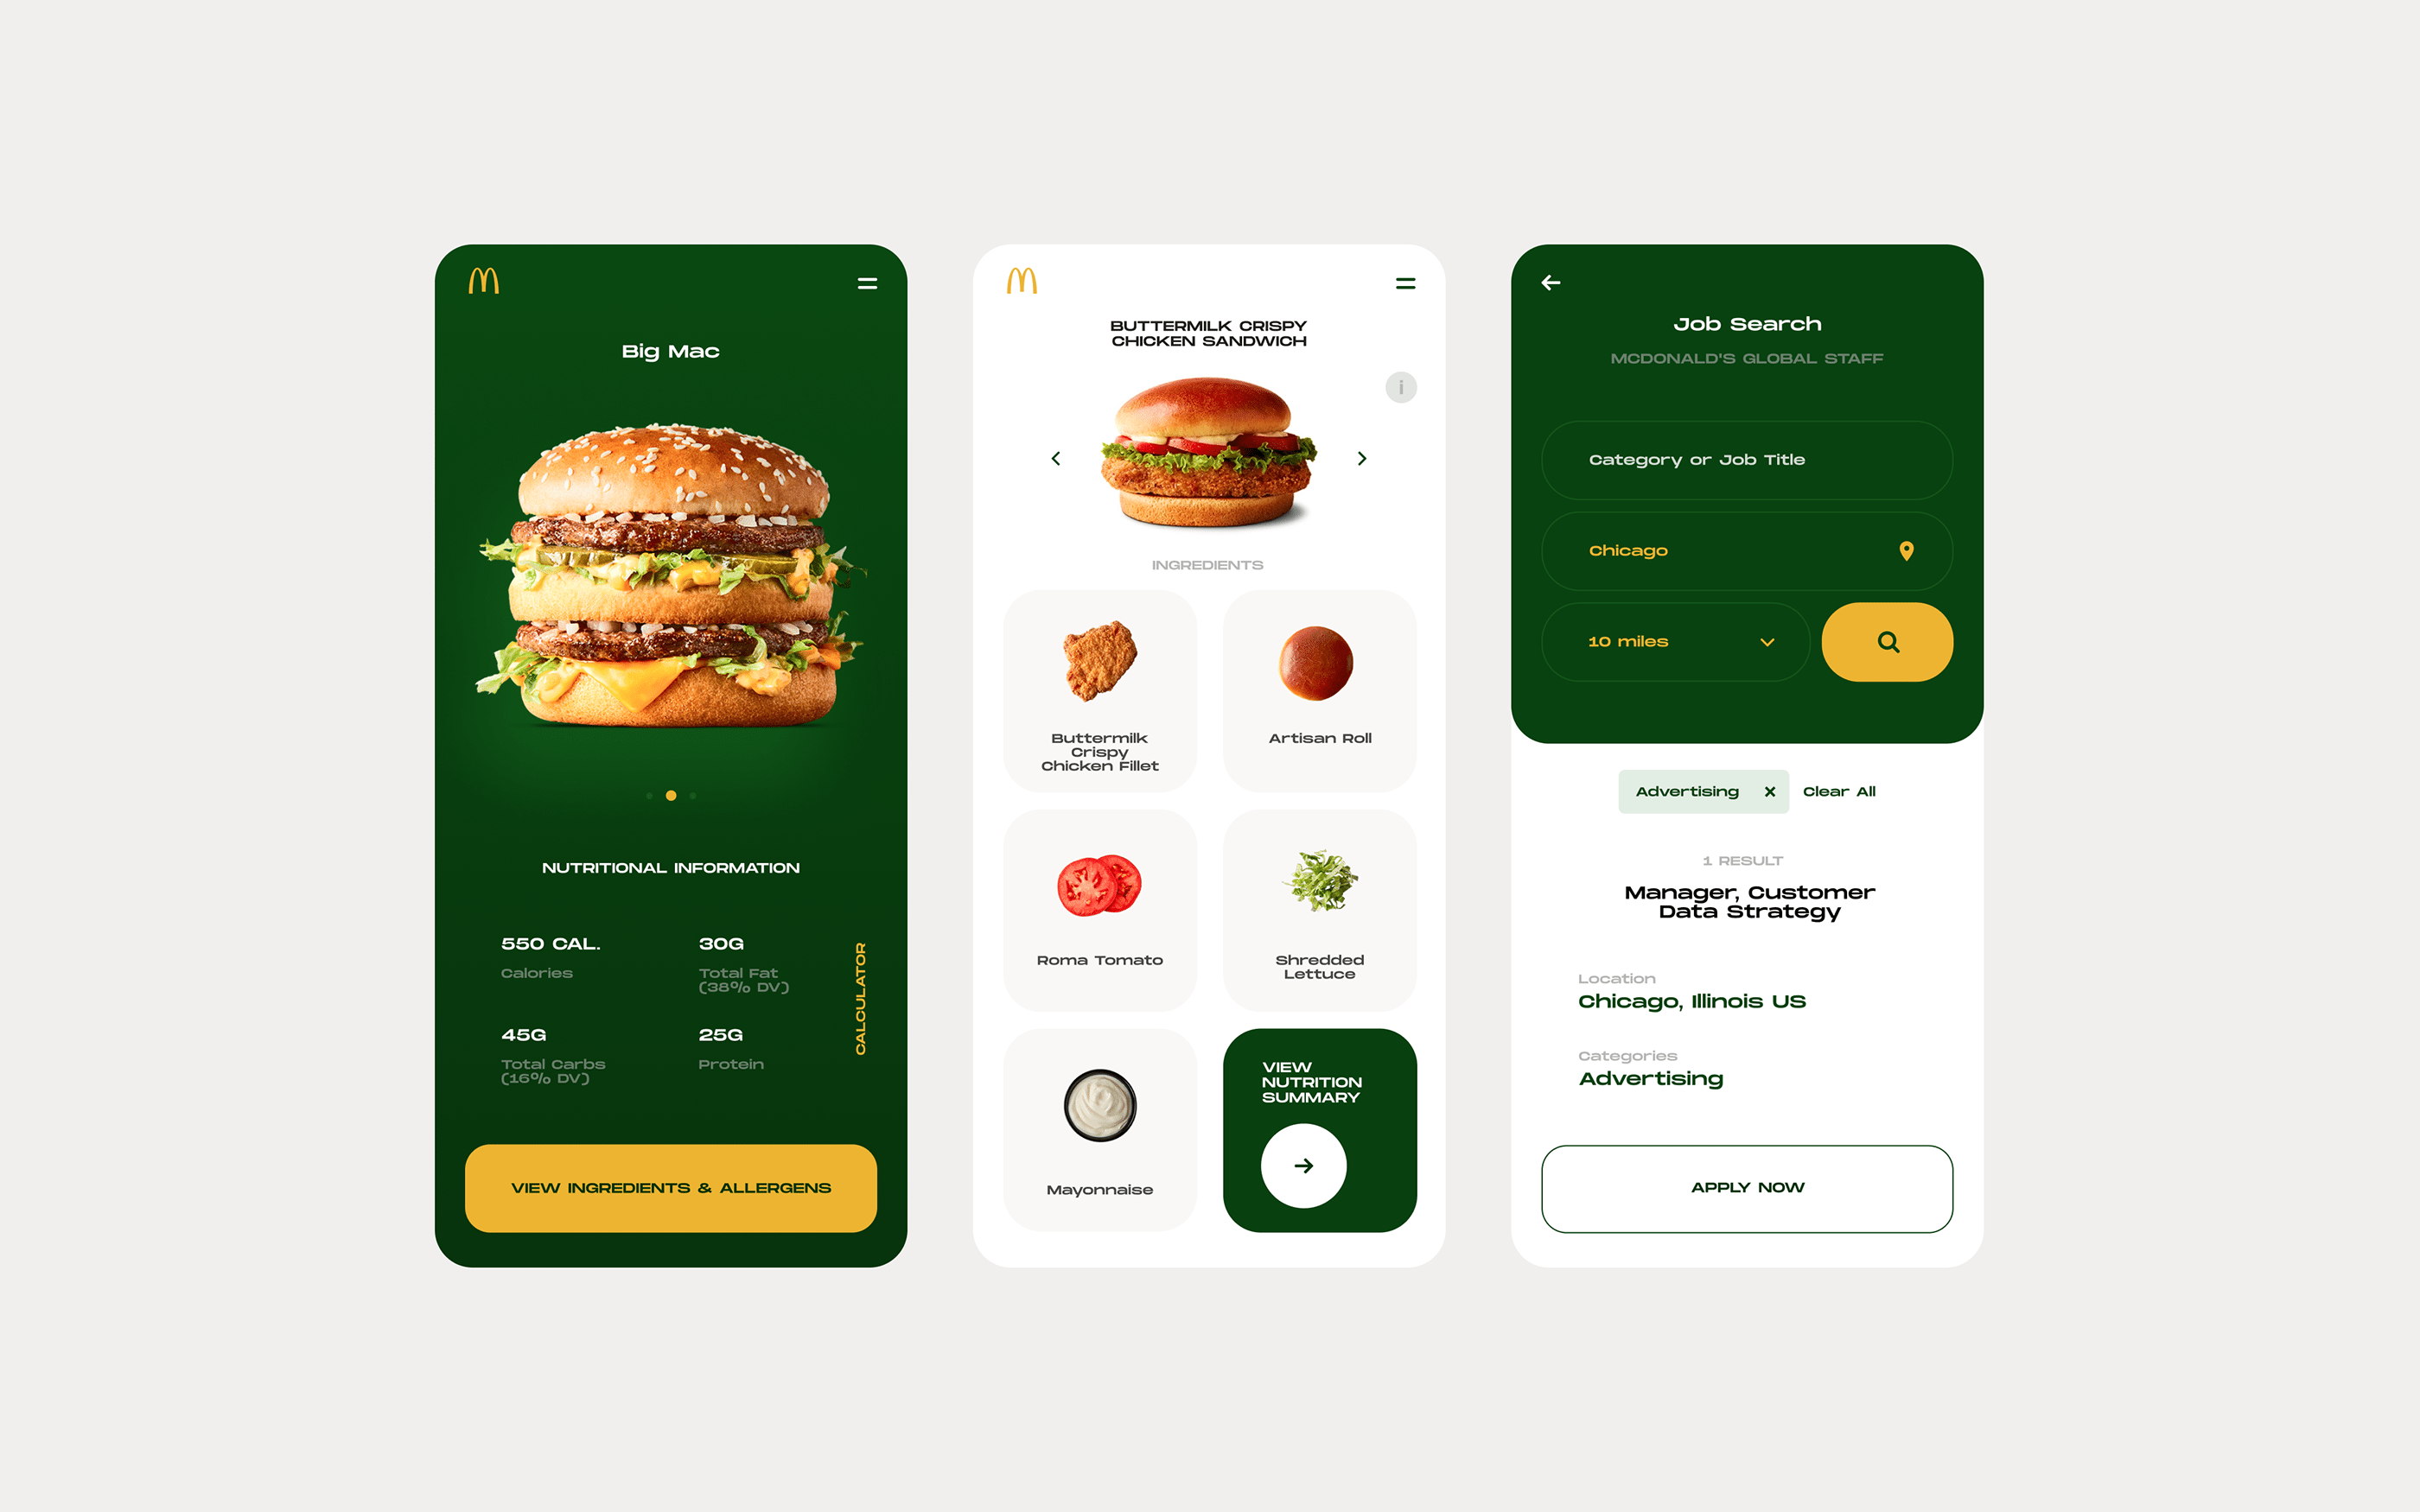 Big Mac
NUTRITIONAL INFORMATION
550 CAL.
Calories
30G
Total Fat
(38% DV)
45G
Total Carbs
(16% DV)
25G
Protein
CALCULATOR
VIEW INGREDIENTS & ALLERGENS
BUTTERMILK CRISPY
CHICKEN SANDWICH
i
INGREDIENTS
Buttermilk
Crispy
Chicken Fillet
Artisan Roll
Roma Tomato
Shredded
Lettuce
Mayonnaise
VIEW
NUTRITION
SUMMARY
Job Search
MCDONALD'S GLOBAL STAFF
Category or Job Title
Chicago
10 miles
Advertising
Clear All
1 RESULT
Manager, Customer
Data Strategy
Location
Chicago, Illinois US
Categories
Advertising
APPLY NOW